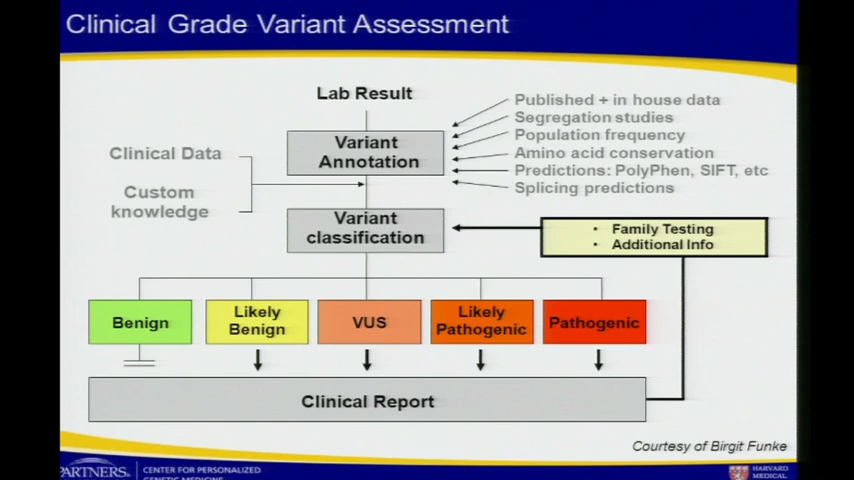 Clinical Grade Variant Assessment
Lab Result
Published + in house data
Segregation studies
Population frequency
Amino acid conservation
Predictions: PolyPhen, SIFT, etc
Splicing predictions
Variant
Annotation
Clinical Data
Custom
knowledge
Variant
classification
• Family Testing
• Additional Info
Benign
Likely
Benign
VUS
Likely
Pathogenic
Pathogenic
Clinical Report
Courtesy of Birgit Funke
PARTNERS.
CENTER FOR PERSONALIZED
GENETIC MEDICINE
HARVARD
MEDICAL